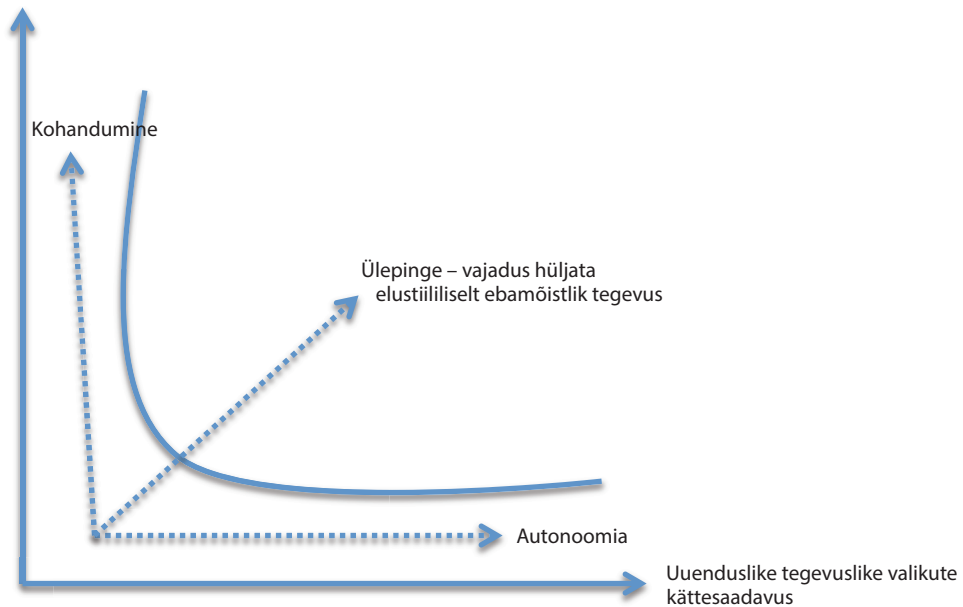 Kohandumine
Ülepinge – vajadus hüljata
elustiililiselt ebamõistlik tegevus
Autonoomia
Uuenduslike tegevuslike valikute
kättesaadavus